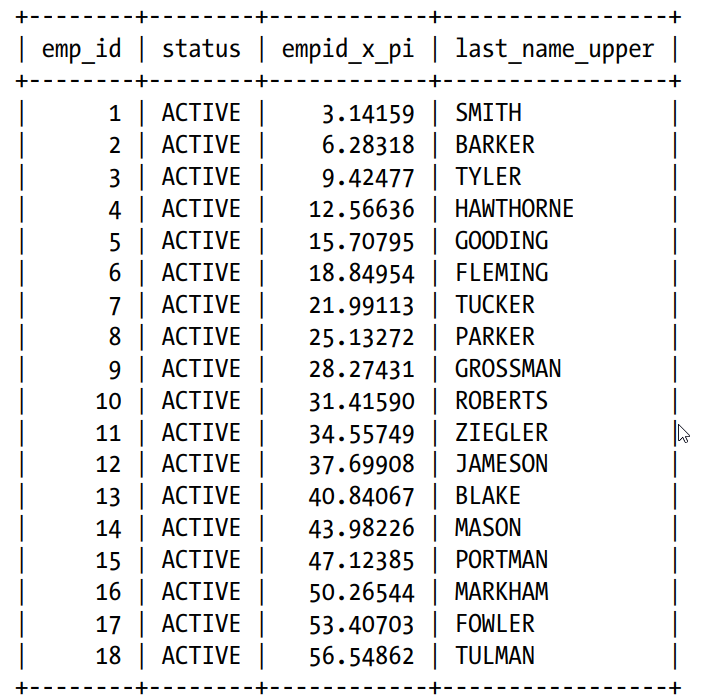 +--------+--------+-------------+-----------------+
| emp_id | status | empid_x_pi | last_name_upper |
+--------+--------+-------------+-----------------+
| 1 | ACTIVE | 3.14159 | SMITH |
| 2 | ACTIVE | 6.28318 | BARKER |
| 3 | ACTIVE | 9.42477 | TYLER |
| 4 | ACTIVE | 12.56636 | HAWTHORNE |
| 5 | ACTIVE | 15.70795 | GOODING |
| 6 | ACTIVE | 18.84954 | FLEMING |
| 7 | ACTIVE | 21.99113 | TUCKER |
| 8 | ACTIVE | 25.13272 | PARKER |
| 9 | ACTIVE | 28.27431 | GROSSMAN |
| 10 | ACTIVE | 31.41590 | ROBERTS |
| 11 | ACTIVE | 34.55749 | ZIEGLER |
| 12 | ACTIVE | 37.69908 | JAMESON |
| 13 | ACTIVE | 40.84067 | BLAKE |
| 14 | ACTIVE | 43.98226 | MASON |
| 15 | ACTIVE | 47.12385 | PORTMAN |
| 16 | ACTIVE | 50.26544 | MARKHAM |
| 17 | ACTIVE | 53.40703 | FOWLER |
| 18 | ACTIVE | 56.54862 | TULMAN |
+--------+--------+-------------+-----------------+